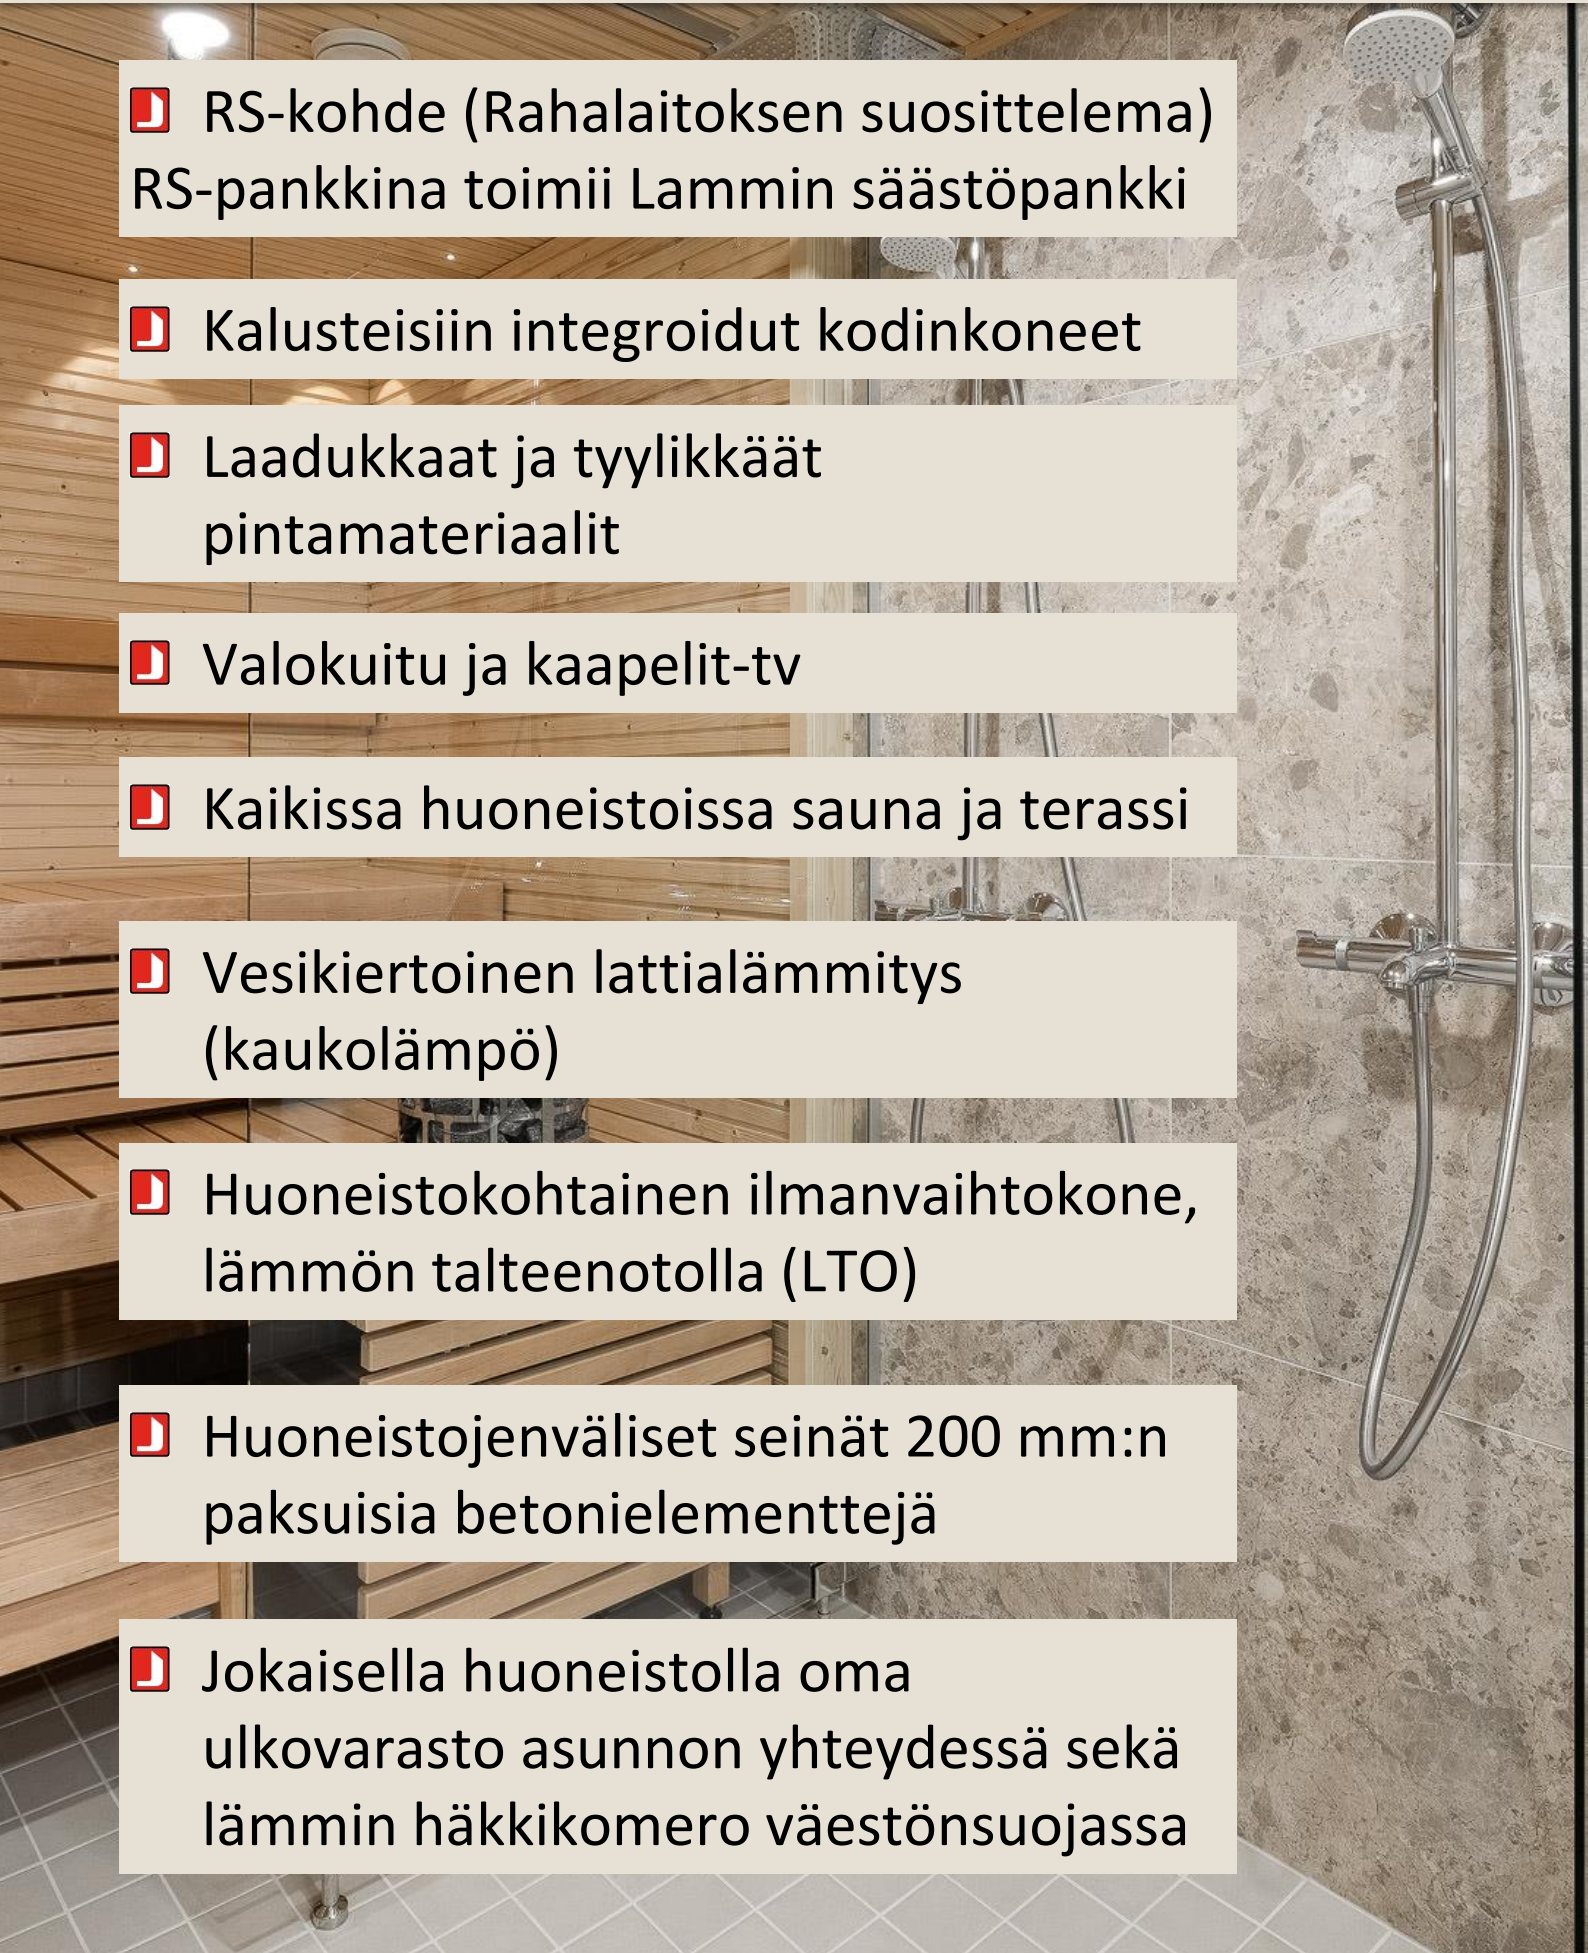 RS-kohde (Rahalaitoksen suosittelema)
RS-pankkina toimii Lammin säästöpankki
Kalusteisiin integroidut kodinkoneet
Laadukkaat ja tyylikkäät
pintamateriaalit
Valokuitu ja kaapelit-tv
Kaikissa huoneistoissa sauna ja terassi
Vesikiertoinen lattialämmitys
(kaukolämpö)
Huoneistokohtainen ilmanvaihtokone,
lämmön talteenotolla (LTO)
Huoneistojenväliset seinät 200 mm:n
paksuisia betonielementtejä
Jokaisella huoneistolla oma
ulkovarasto asunnon yhteydessä sekä
lämmin häkkikomero väestönsuojassa